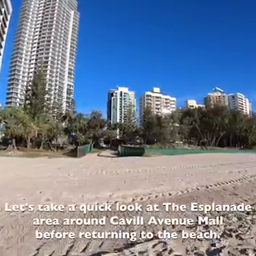 Let's take a quick look at The Esplanade
area around Cavill Avenue Mall
before returning to the beach.